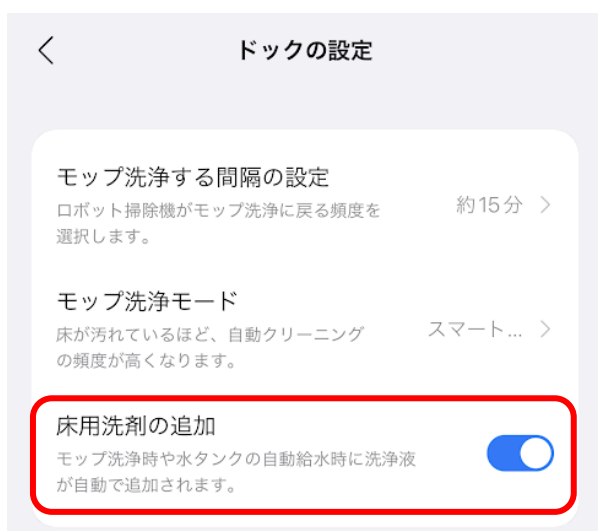 ドックの設定
モップ洗浄する間隔の設定
ロボット掃除機がモップ洗浄に戻る頻度を
選択します。
約15分
モップ洗浄モード
床が汚れているほど、自動クリーニング
の頻度が高くなります。
スマート...
床用洗剤の追加
モップ洗浄時や水タンクの自動給水時に洗浄液
が自動で追加されます。